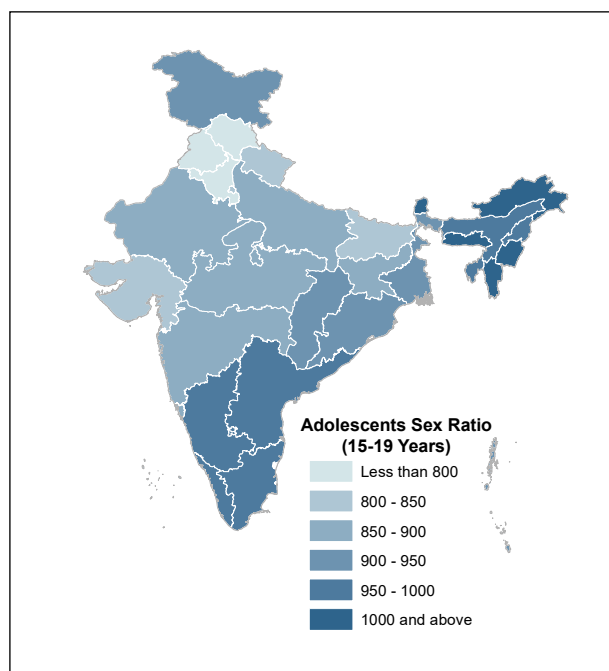 Adolescents Sex Ratio
(15-19 Years)
Less than 800
800 - 850
850 - 900
900 - 950
950 - 1000
1000 and above